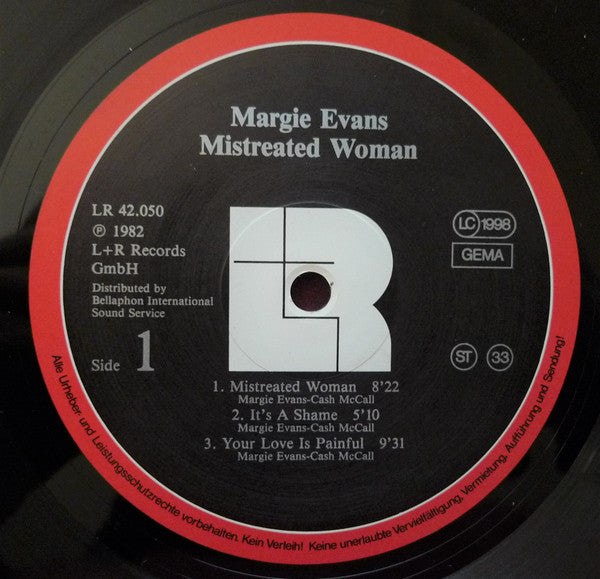 Margie Evans
Mistreated Woman
LR 42.050
℗ 1982
L+R Records
GmbH
Distributed by
Bellaphon International
Sound Service
Side 1
LC 1998
GEMA
ST 33
1. Mistreated Woman 8'22
Margie Evans-Cash McCall
2. It's A Shame 5'10
Margie Evans-Cash McCall
3. Your Love Is Painful 9'31
Margie Evans-Cash McCall
Alle Urheber- und Leistungsschutzrechte vorbehalten. Kein Verleih! Keine unerlaubte Vervielfältigung, Vermietung, Aufführung und Sendung!